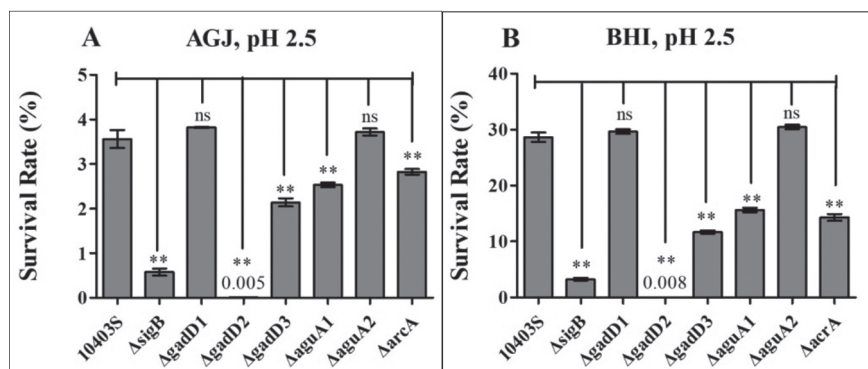 A
AGJ, pH 2.5
Survival Rate (%)
5
4
3
2
1
0
ns
ns
**
**
**
**
**
0.005
10403S
ΔsigB
ΔgadD1
ΔgadD2
ΔgadD3
ΔaguA1
ΔaguA2
ΔarcA
B
BHI, pH 2.5
Survival Rate (%)
40
30
20
10
0
ns
ns
**
**
**
**
**
0.008
10403S
ΔsigB
ΔgadD1
ΔgadD2
ΔgadD3
ΔaguA1
ΔaguA2
ΔacrA